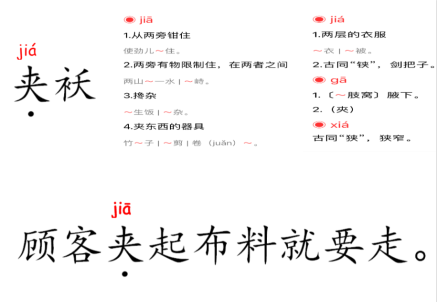 jiá
夹袄
jiā
1.从两旁钳住
使劲儿~住。
2.两旁有物限制住，在两者之间
两山~一水｜~峙。
3.搀杂
~生饭｜~杂。
4.夹东西的器具
竹~子｜~剪｜卷（juǎn）~。
jiá
1.两层的衣服
~衣｜~被。
2.古同“铗”，剑把子。
gā
1.〔~肢窝〕腋下。
2.（夾）
xiá
古同“狭”，狭窄。
jiā
顾客夹起布料就要走。